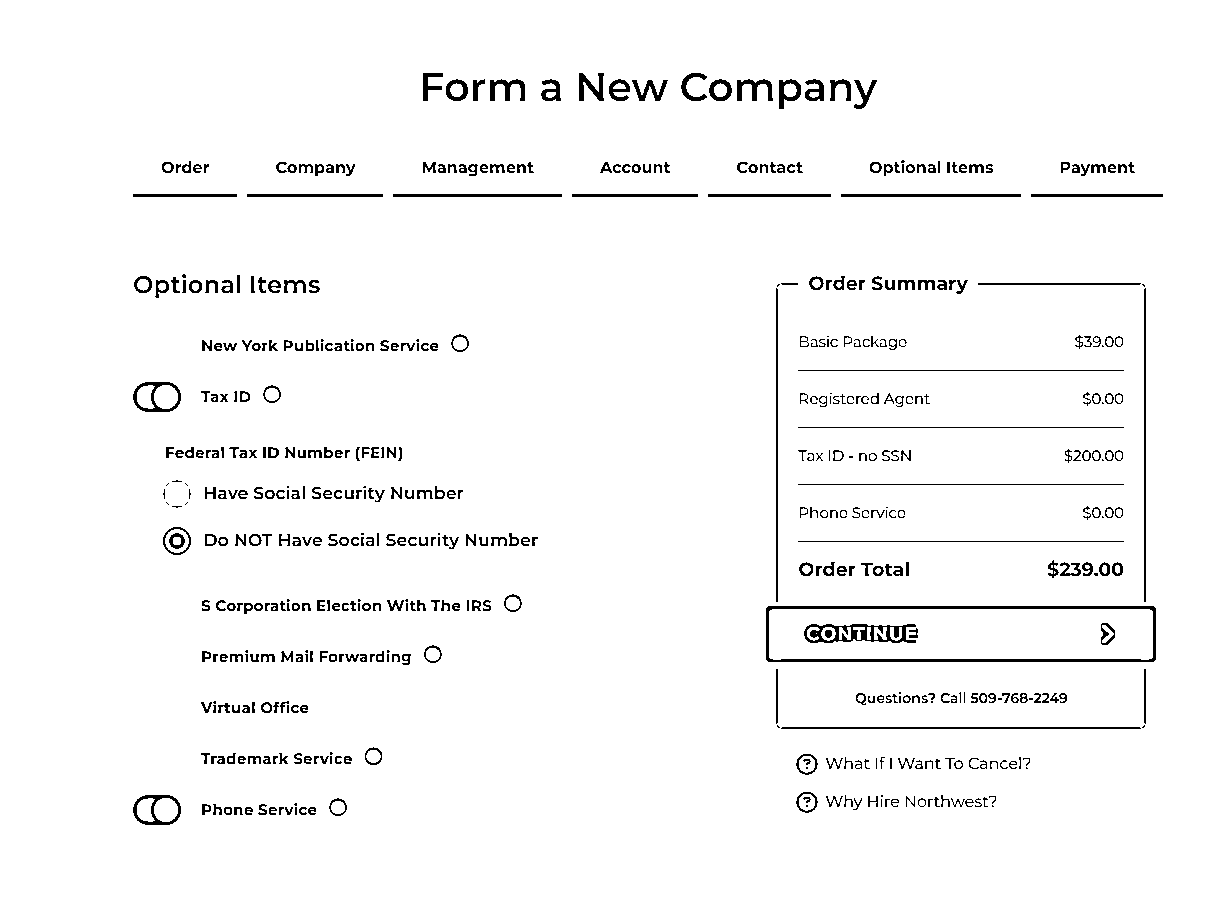 Form a New Company
Order Company Management Account Contact Optional Items Payment
Optional Items
New York Publication Service
Tax ID
Federal Tax ID Number (FEIN)
Have Social Security Number
Do NOT Have Social Security Number
S Corporation Election With The IRS
Premium Mail Forwarding
Virtual Office
Trademark Service
Phone Service
Order Summary
Basic Package $39.00
Registered Agent $0.00
Tax ID - no SSN $200.00
Phone Service $0.00
Order Total $239.00
CONTINUE
Questions? Call 509-768-2249
? What If I Want To Cancel?
? Why Hire Northwest?